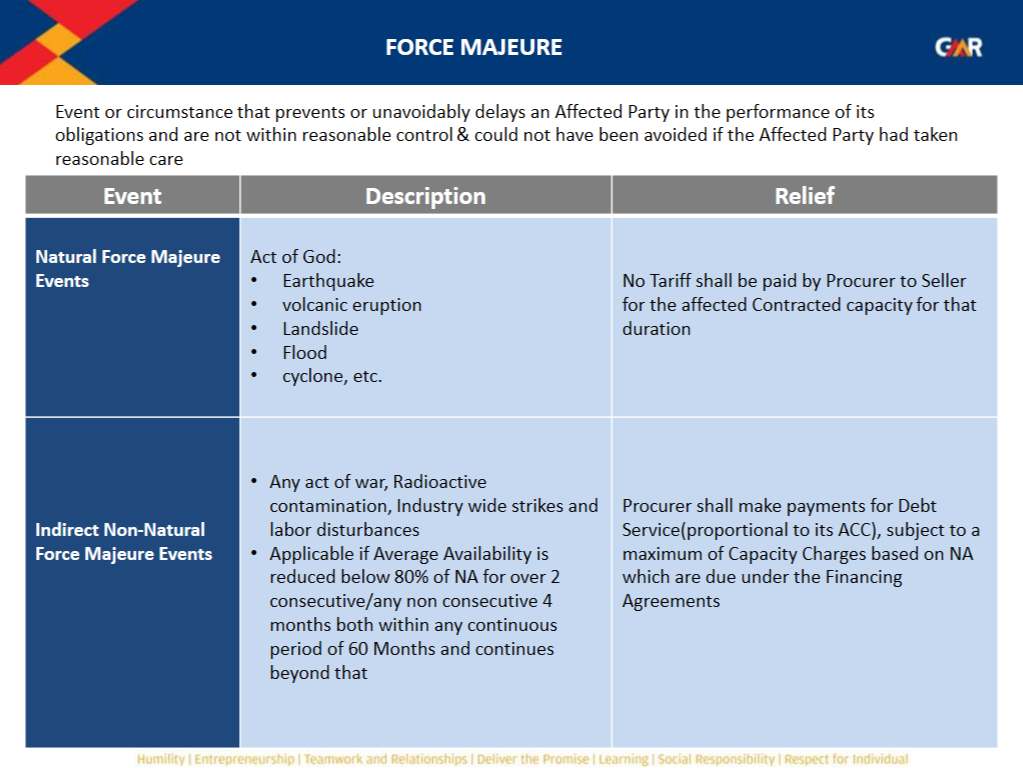 FORCE MAJEURE
GMR
Event or circumstance that prevents or unavoidably delays an Affected Party in the performance of its
obligations and are not within reasonable control & could not have been avoided if the Affected Party had taken
reasonable care
Event
Description
Relief
Natural Force Majeure
Events
Act of God:
• Earthquake
• volcanic eruption
• Landslide
• Flood
• cyclone, etc.
No Tariff shall be paid by Procurer to Seller
for the affected Contracted capacity for that
duration
Indirect Non-Natural
Force Majeure Events
• Any act of war, Radioactive
contamination, Industry wide strikes and
labor disturbances
• Applicable if Average Availability is
reduced below 80% of NA for over 2
consecutive/any non consecutive 4
months both within any continuous
period of 60 Months and continues
beyond that
Procurer shall make payments for Debt
Service(proportional to its ACC), subject to a
maximum of Capacity Charges based on NA
which are due under the Financing
Agreements
Humility | Entrepreneurship | Teamwork and Relationships | Deliver the Promise | Learning | Social Responsibility | Respect for Individual